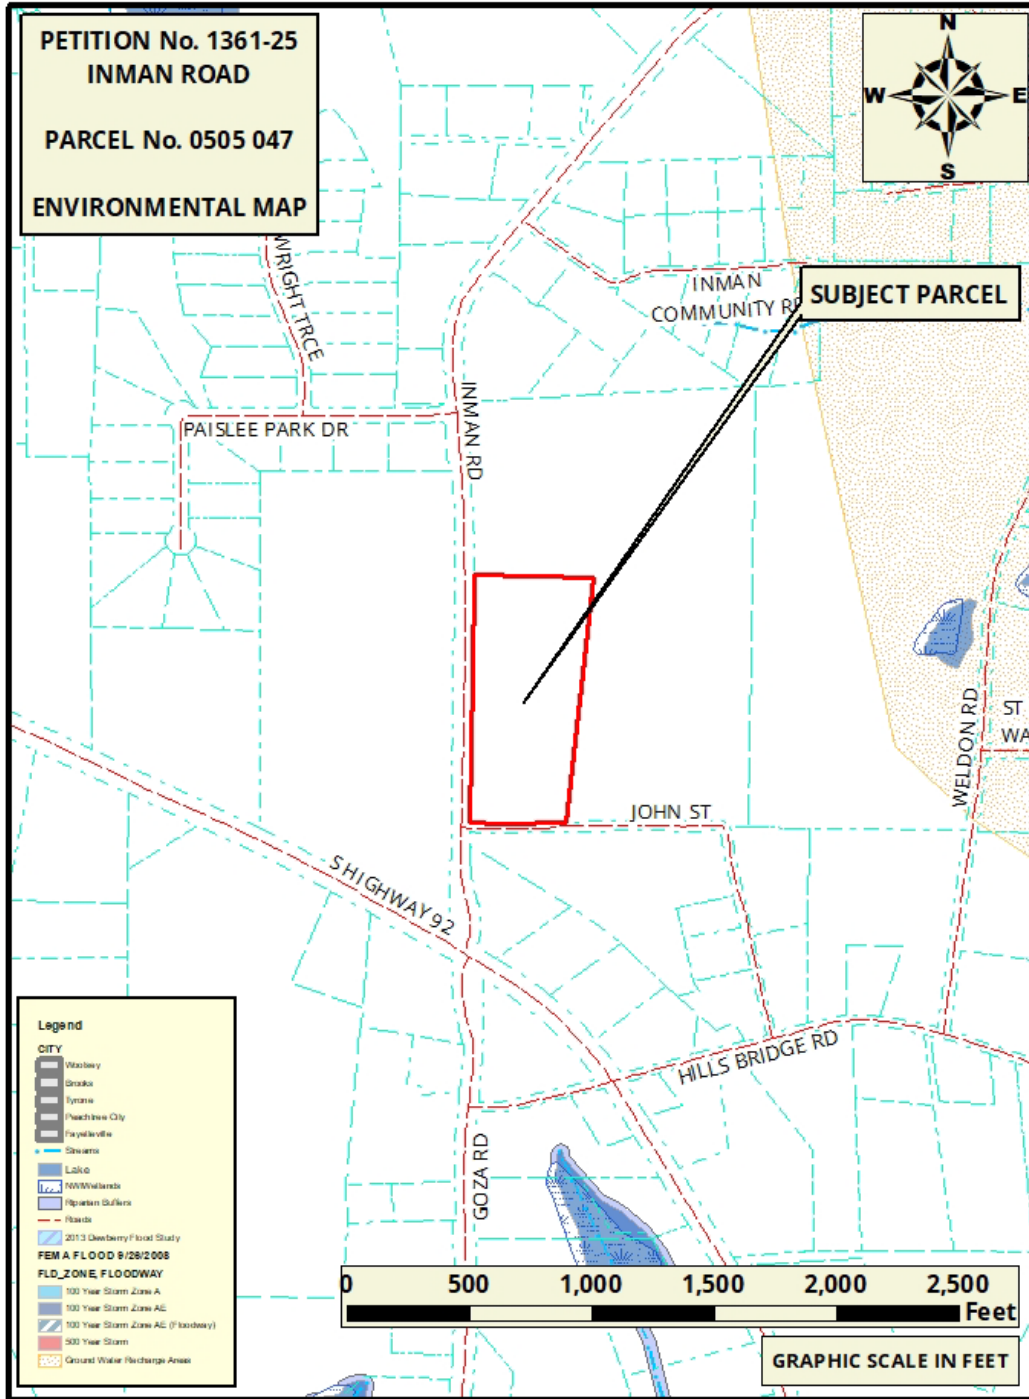 PETITION No. 1361-25
INMAN ROAD
PARCEL No. 0505 047
ENVIRONMENTAL MAP
N
W
E
S
WRIGHT TRCE
INMAN
COMMUNITY RD
SUBJECT PARCEL
PAISLEE PARK DR
INMAN RD
WELDON RD
ST
WA
JOHN ST
S HIGHWAY 92
HILLS BRIDGE RD
GOZA RD
Legend
CITY
Woolsey
Brooks
Tyrone
Peachtree City
Fayetteville
Streams
Lake
NWIWetlands
Riparian Buffers
Roads
2013 Dewberry Flood Study
FEMA FLOOD 9/26/2008
FLD_ZONE, FLOODWAY
100 Year Storm Zone A
100 Year Storm Zone AE
100 Year Storm Zone AE (Floodway)
500 Year Storm
Ground Water Recharge Areas
0 500 1,000 1,500 2,000 2,500
Feet
GRAPHIC SCALE IN FEET